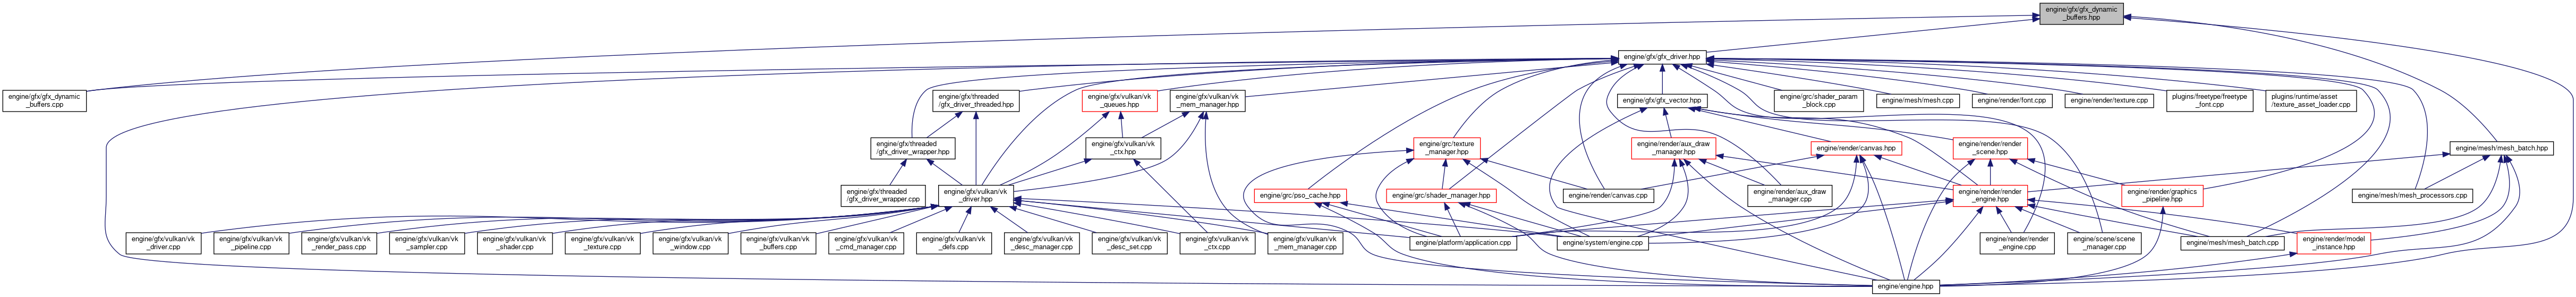 engine/gfx/gfx_dynamic
_buffers.hpp
engine/gfx/gfx_driver.hpp
engine/gfx/gfx_dynamic
_buffers.cpp
engine/gfx/threaded
/gfx_driver_threaded.hpp
engine/gfx/vulkan/vk
_queues.hpp
engine/gfx/vulkan/vk
_mem_manager.hpp
engine/gfx/gfx_vector.hpp
engine/grc/shader_param
_block.cpp
engine/mesh/mesh.cpp
engine/render/font.cpp
engine/render/texture.cpp
plugins/freetype/freetype
_font.cpp
plugins/runtime/asset
/texture_asset_loader.cpp
engine/gfx/threaded
/gfx_driver_wrapper.hpp
engine/gfx/vulkan/vk
_ctx.hpp
engine/grc/texture
_manager.hpp
engine/render/aux_draw
_manager.hpp
engine/render/canvas.hpp
engine/render/render
_scene.hpp
engine/mesh/mesh_batch.hpp
engine/gfx/threaded
/gfx_driver_wrapper.cpp
engine/gfx/vulkan/vk
_driver.hpp
engine/grc/pso_cache.hpp
engine/grc/shader_manager.hpp
engine/render/canvas.cpp
engine/render/aux_draw
_manager.cpp
engine/render/render
_engine.hpp
engine/render/graphics
_pipeline.hpp
engine/mesh/mesh_processors.cpp
engine/gfx/vulkan/vk
_driver.cpp
engine/gfx/vulkan/vk
_pipeline.cpp
engine/gfx/vulkan/vk
_render_pass.cpp
engine/gfx/vulkan/vk
_sampler.cpp
engine/gfx/vulkan/vk
_shader.cpp
engine/gfx/vulkan/vk
_texture.cpp
engine/gfx/vulkan/vk
_window.cpp
engine/gfx/vulkan/vk
_buffers.cpp
engine/gfx/vulkan/vk
_cmd_manager.cpp
engine/gfx/vulkan/vk
_defs.cpp
engine/gfx/vulkan/vk
_desc_manager.cpp
engine/gfx/vulkan/vk
_desc_set.cpp
engine/gfx/vulkan/vk
_ctx.cpp
engine/gfx/vulkan/vk
_mem_manager.cpp
engine/platform/application.cpp
engine/system/engine.cpp
engine/render/render
_engine.cpp
engine/scene/scene
_manager.cpp
engine/mesh/mesh_batch.cpp
engine/render/model
_instance.hpp
engine/engine.hpp